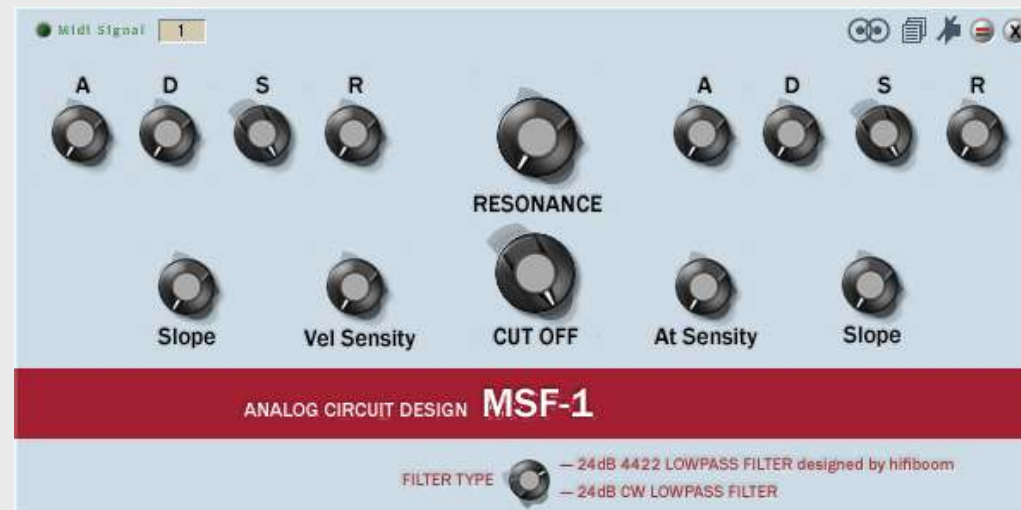 Midi Signal 1
A D S R
A D S R
RESONANCE
Slope
Vel Sensity
CUT OFF
At Sensity
Slope
ANALOG CIRCUIT DESIGN MSF-1
FILTER TYPE
— 24dB 4422 LOWPASS FILTER designed by hifiboom
— 24dB CW LOWPASS FILTER